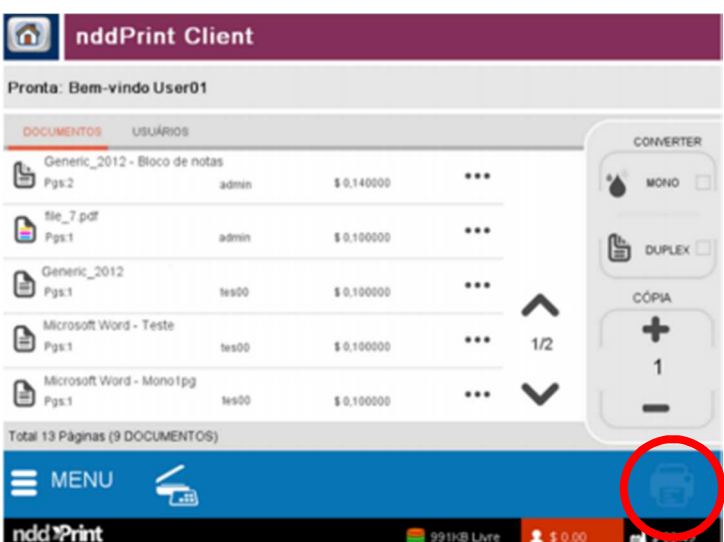 nddPrint Client
Pronta: Bem-vindo User01
DOCUMENTOS USUÁRIOS
CONVERTER
Generic_2012 - Bloco de notas
Pgs:2 admin $ 0,140000
MONO
file_7.pdf
Pgs:1 admin $ 0,100000
DUPLEX
Generic_2012
Pgs:1 tes00 $ 0,100000
CÓPIA
Microsoft Word - Teste
Pgs:1 tes00 $ 0,100000
1/2
1
Microsoft Word - Mono1pg
Pgs:1 tes00 $ 0,100000
Total 13 Páginas (9 DOCUMENTOS)
MENU
nddPrint
991KB Livre
$ 0.00